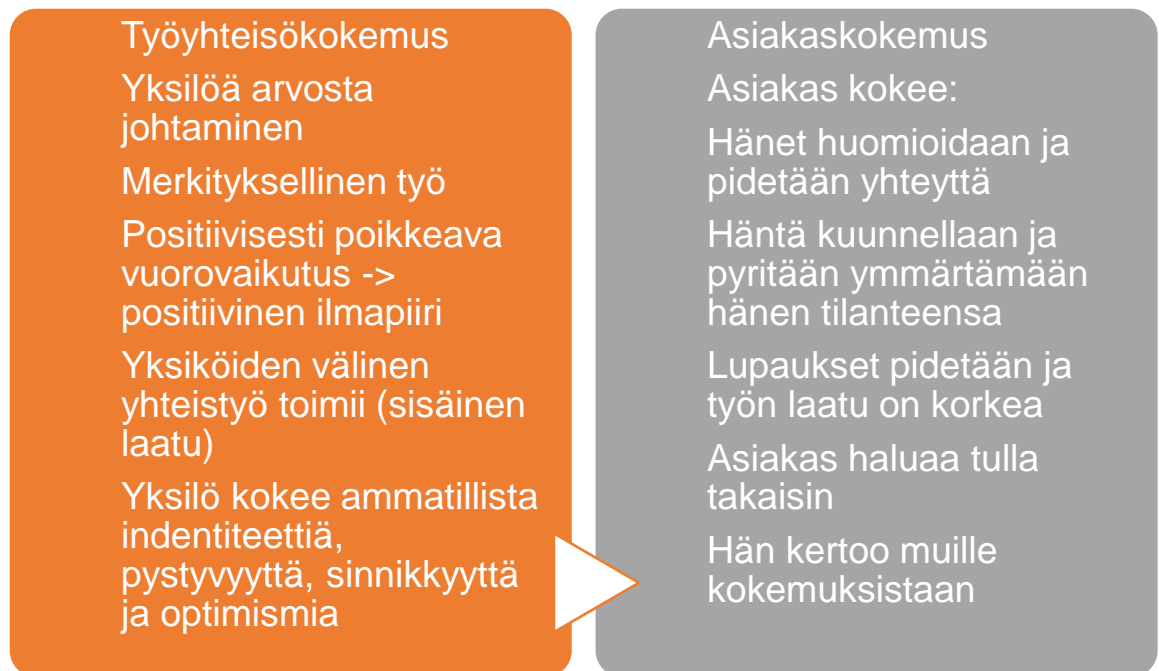 Työyhteisökokemus
Yksilöä arvosta
johtaminen
Merkityksellinen työ
Positiivisesti poikkeava
vuorovaikutus ->
positiivinen ilmapiiri
Yksiköiden välinen
yhteistyö toimii (sisäinen
laatu)
Yksilö kokee ammatillista
indentiteettiä,
pystyvyyttä, sinnikkyyttä
ja optimismia
Asiakaskokemus
Asiakas kokee:
Hänet huomioidaan ja
pidetään yhteyttä
Häntä kuunnellaan ja
pyritään ymmärtämään
hänen tilanteensa
Lupaukset pidetään ja
työn laatu on korkea
Asiakas haluaa tulla
takaisin
Hän kertoo muille
kokemuksistaan